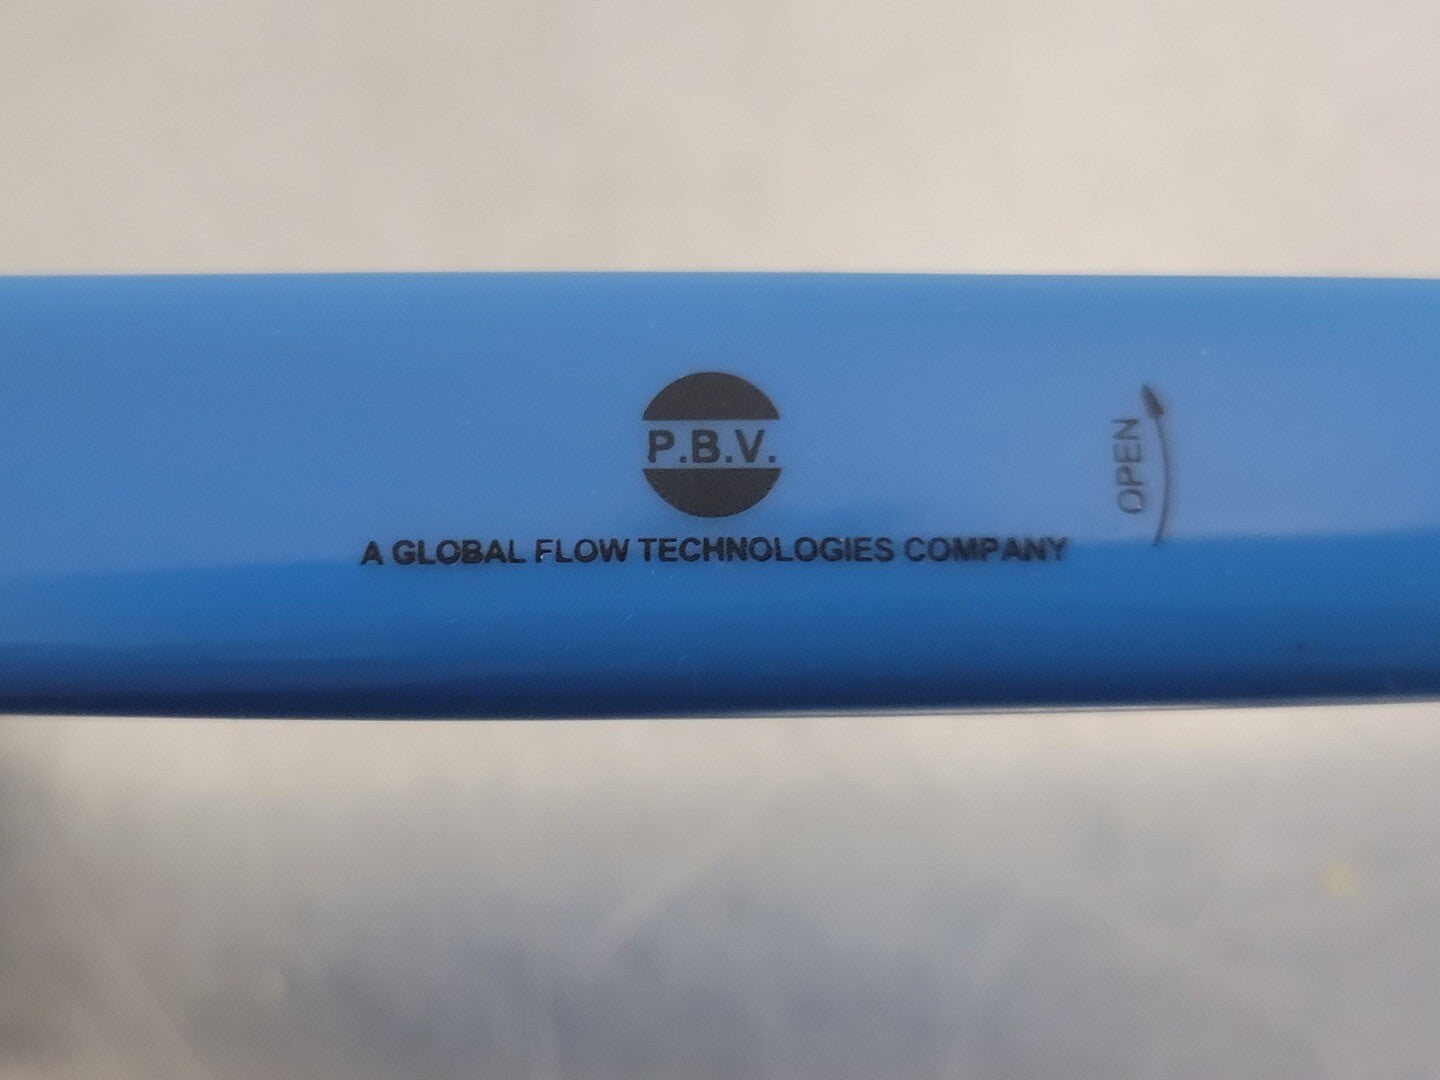 P.B.V.
A GLOBAL FLOW TECHNOLOGIES COMPANY
OPEN